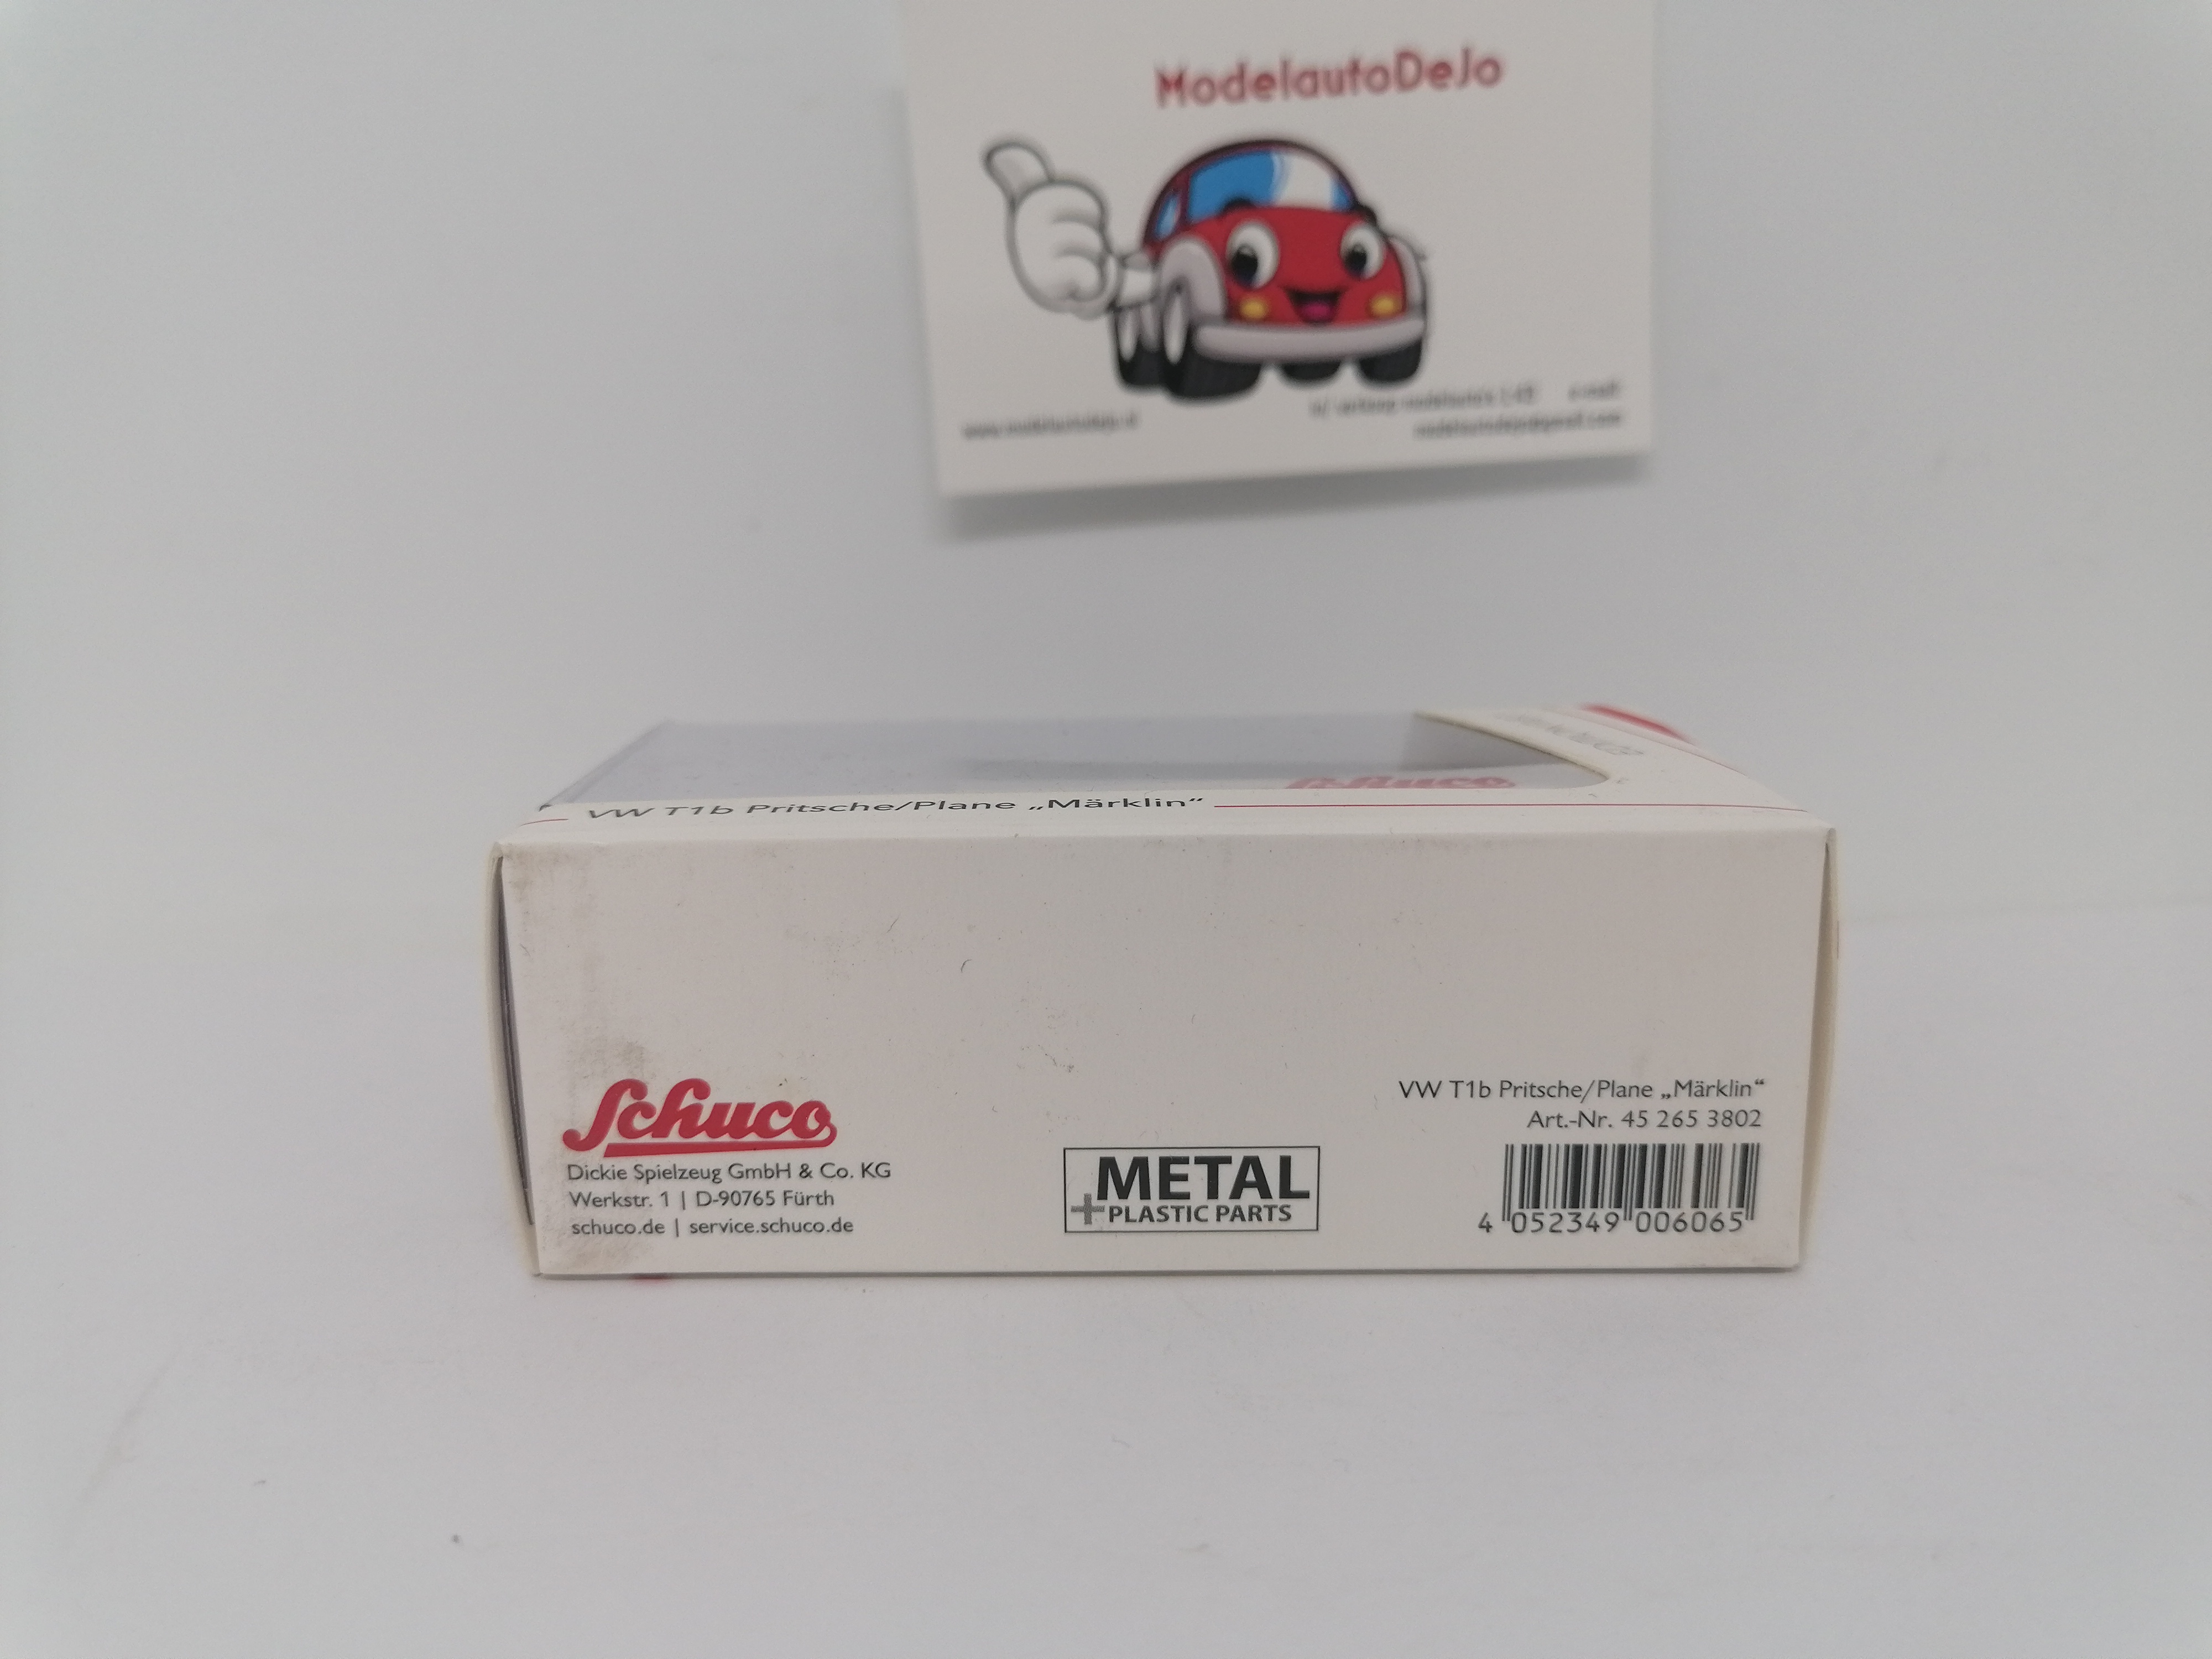 ModelautoDeJo
VW T1b Pritsche/Plane „Märklin“
Schuco
Dickie Spielzeug GmbH & Co. KG
Werkstr. 1 | D-90765 Fürth
schuco.de | service.schuco.de
METAL
+PLASTIC PARTS
VW T1b Pritsche/Plane „Märklin“
Art.-Nr. 45 265 3802
4 052349 006065